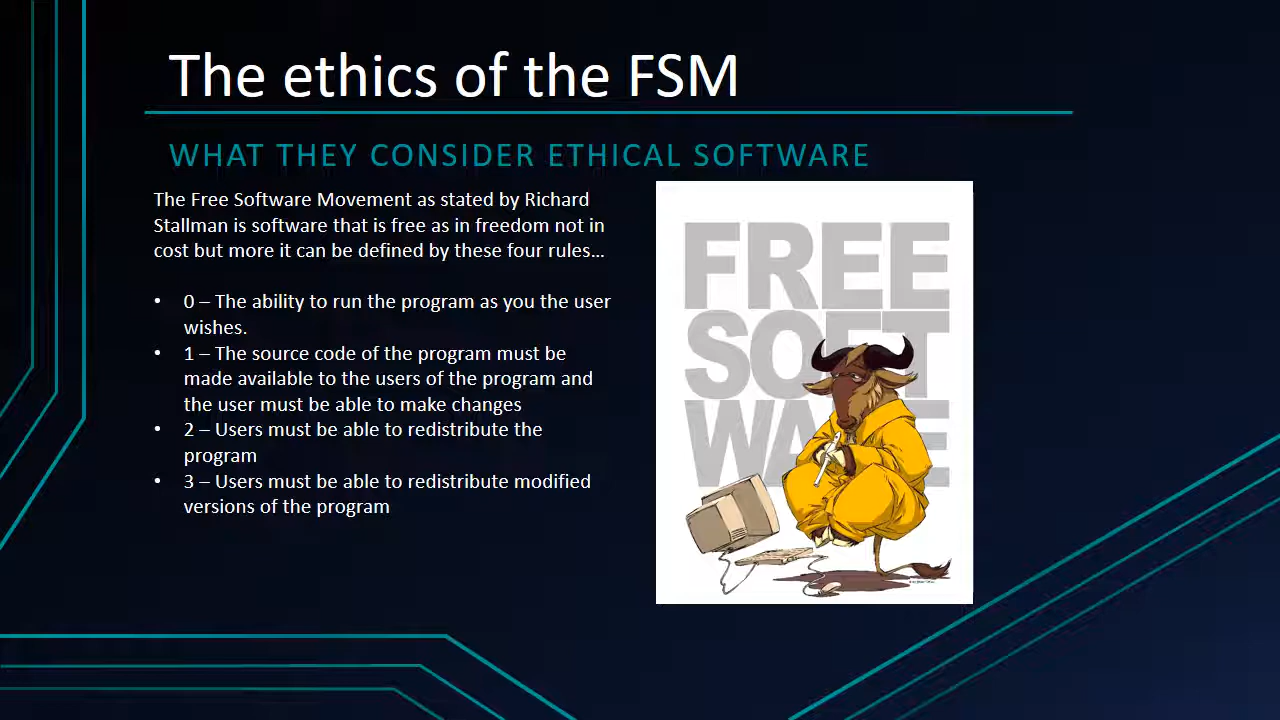 The ethics of the FSM
WHAT THEY CONSIDER ETHICAL SOFTWARE
The Free Software Movement as stated by Richard
Stallman is software that is free as in freedom not in
cost but more it can be defined by these four rules…
• 0 – The ability to run the program as you the user
wishes.
• 1 – The source code of the program must be
made available to the users of the program and
the user must be able to make changes
• 2 – Users must be able to redistribute the
program
• 3 – Users must be able to redistribute modified
versions of the program
FREE
SOFT
WARE